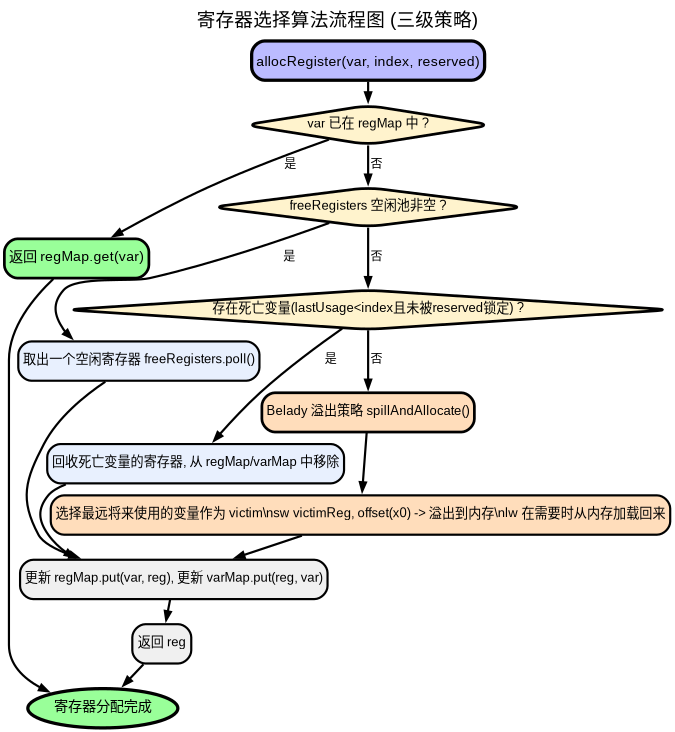 寄存器选择算法流程图 (三级策略)
allocRegister(var, index, reserved)
var 已在 regMap 中？
是
否
freeRegisters 空闲池非空？
返回 regMap.get(var)
是
否
存在死亡变量(lastUsage<index且未被reserved锁定)？
取出一个空闲寄存器 freeRegisters.poll()
是
否
Belady 溢出策略 spillAndAllocate()
回收死亡变量的寄存器, 从 regMap/varMap 中移除
选择最远将来使用的变量作为 victim\nsw victimReg, offset(x0) -> 溢出到内存\nlw 在需要时从内存加载回来
更新 regMap.put(var, reg), 更新 varMap.put(reg, var)
返回 reg
寄存器分配完成